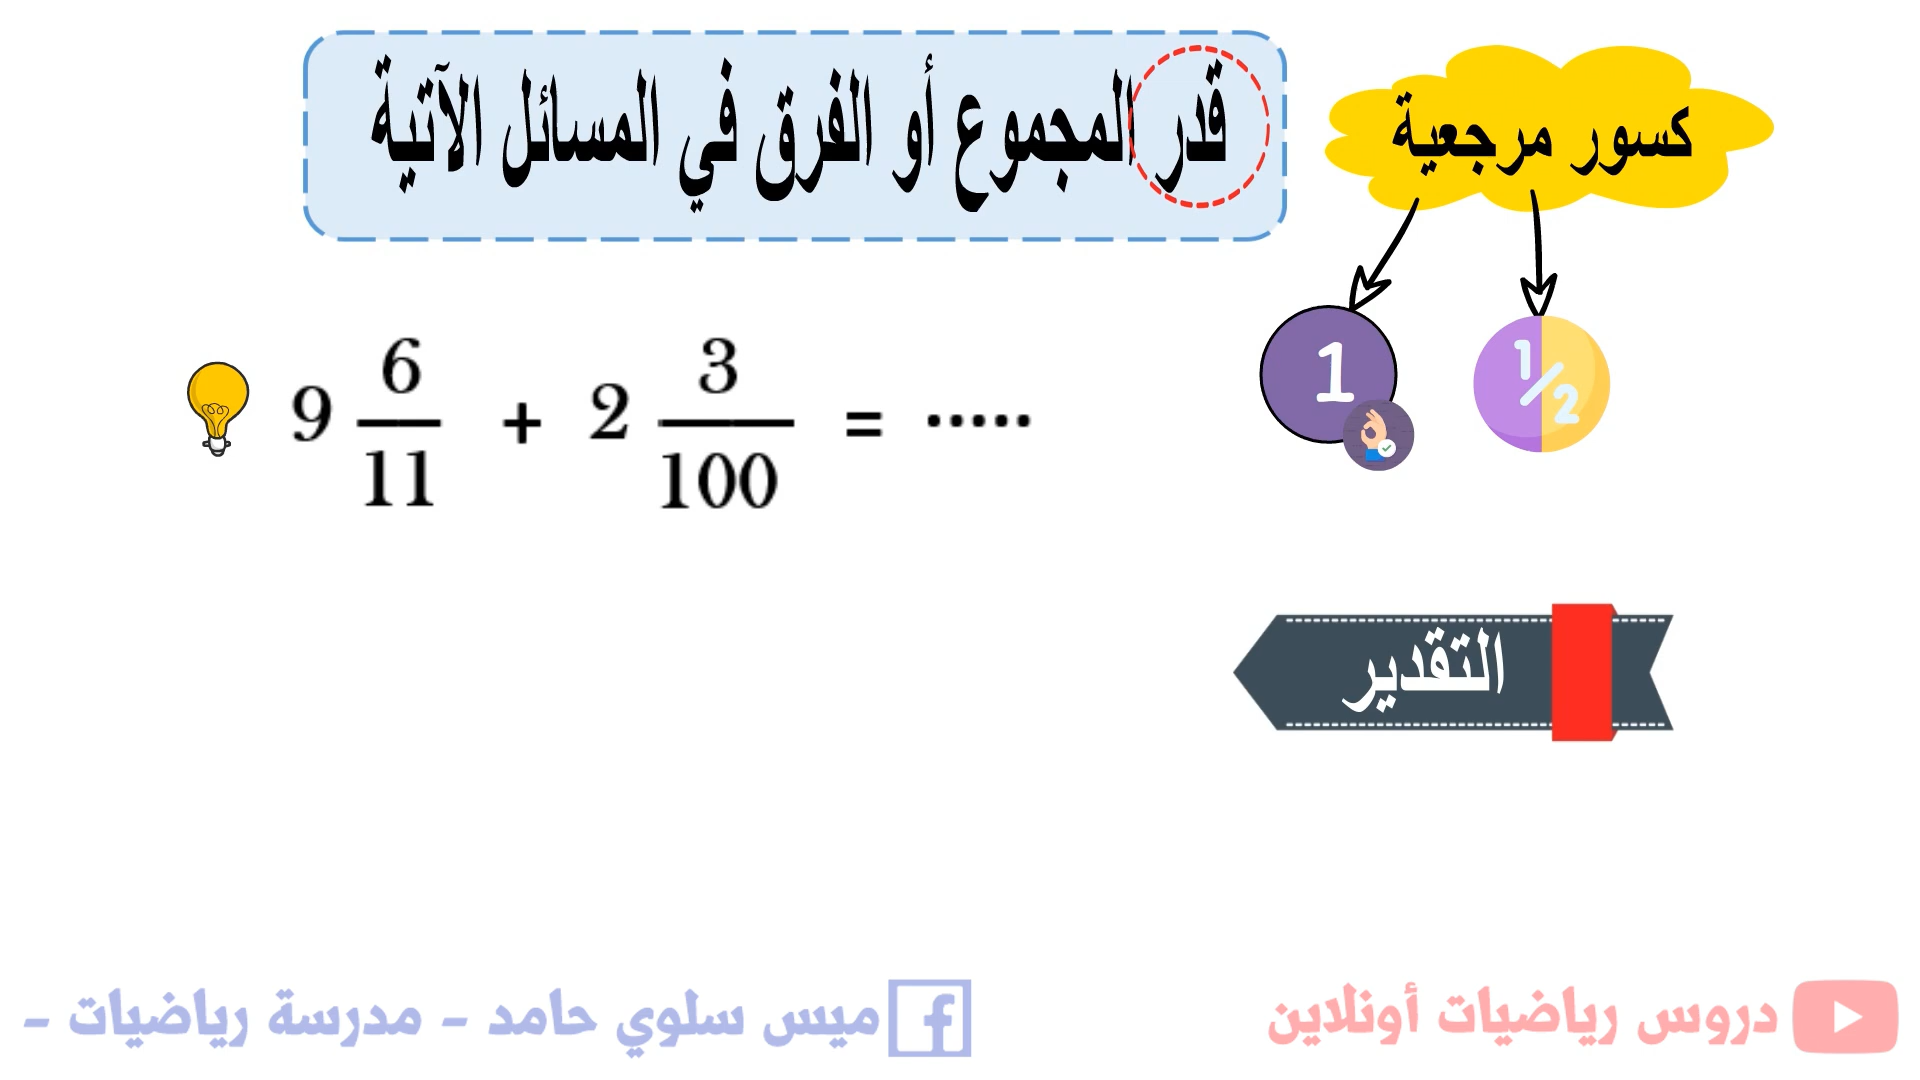 كسور مرجعية
قدر المجموع أو الفرق في المسائل الآتية
1
1/2
9 6/11 + 2 3/100 = .....
التقدير
دروس رياضيات أونلاين
ميس سلوي حامد - مدرسة رياضيات -